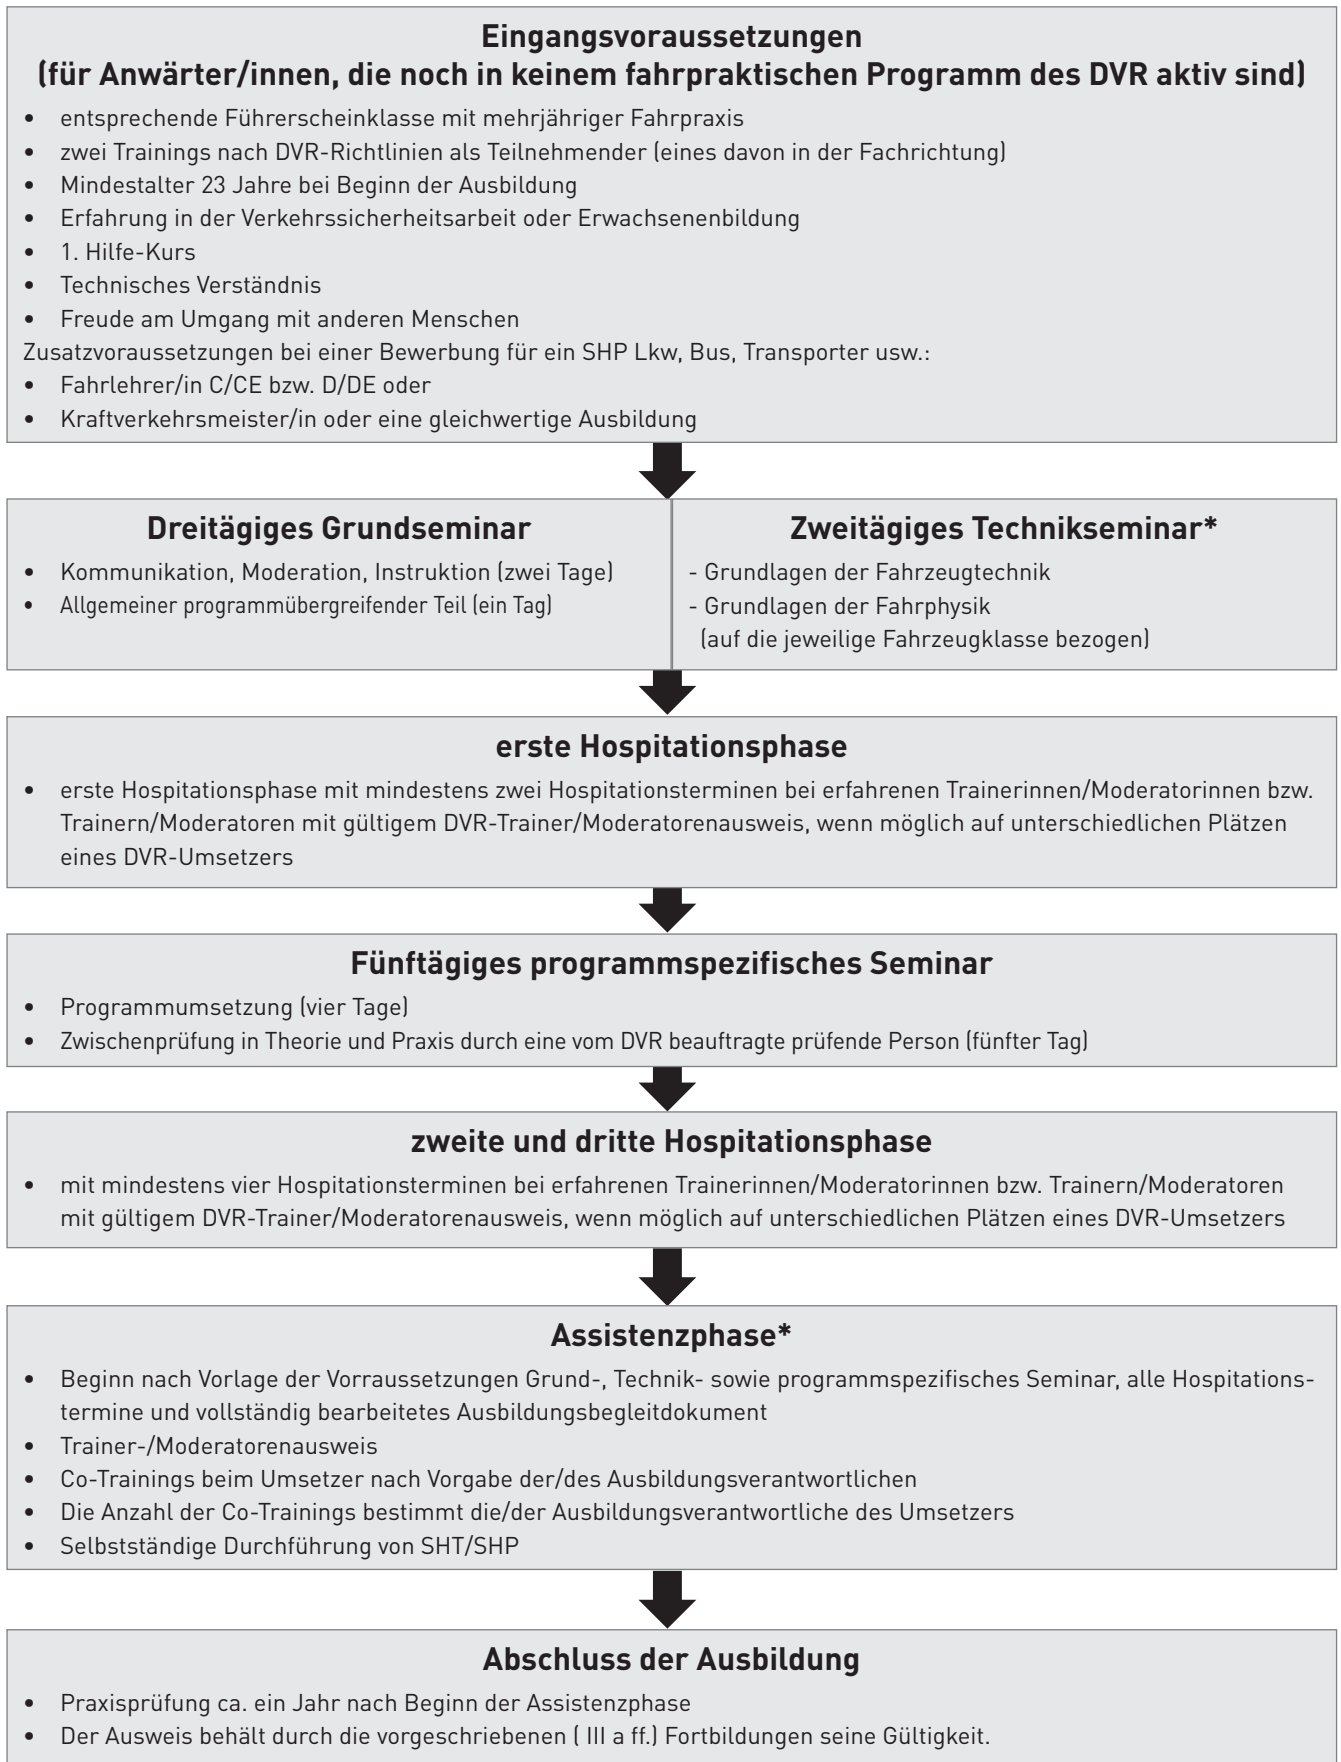 Eingangsvoraussetzungen
(für Anwärter/innen, die noch in keinem fahrpraktischen Programm des DVR aktiv sind)
• entsprechende Führerscheinklasse mit mehrjähriger Fahrpraxis
• zwei Trainings nach DVR-Richtlinien als Teilnehmender (eines davon in der Fachrichtung)
• Mindestalter 23 Jahre bei Beginn der Ausbildung
• Erfahrung in der Verkehrssicherheitsarbeit oder Erwachsenenbildung
• 1. Hilfe-Kurs
• Technisches Verständnis
• Freude am Umgang mit anderen Menschen
Zusatzvoraussetzungen bei einer Bewerbung für ein SHP Lkw, Bus, Transporter usw.:
• Fahrlehrer/in C/CE bzw. D/DE oder
• Kraftverkehrsmeister/in oder eine gleichwertige Ausbildung
Dreitägiges Grundseminar
• Kommunikation, Moderation, Instruktion (zwei Tage)
• Allgemeiner programmübergreifender Teil (ein Tag)
Zweitägiges Technikseminar*
- Grundlagen der Fahrzeugtechnik
- Grundlagen der Fahrphysik
(auf die jeweilige Fahrzeugklasse bezogen)
erste Hospitationsphase
• erste Hospitationsphase mit mindestens zwei Hospitationsterminen bei erfahrenen Trainerinnen/Moderatorinnen bzw.
Trainern/Moderatoren mit gültigem DVR-Trainer/Moderatorenausweis, wenn möglich auf unterschiedlichen Plätzen
eines DVR-Umsetzers
Fünftägiges programmspezifisches Seminar
• Programmumsetzung (vier Tage)
• Zwischenprüfung in Theorie und Praxis durch eine vom DVR beauftragte prüfende Person (fünfter Tag)
zweite und dritte Hospitationsphase
• mit mindestens vier Hospitationsterminen bei erfahrenen Trainerinnen/Moderatorinnen bzw. Trainern/Moderatoren
mit gültigem DVR-Trainer/Moderatorenausweis, wenn möglich auf unterschiedlichen Plätzen eines DVR-Umsetzers
Assistenzphase*
• Beginn nach Vorlage der Vorraussetzungen Grund-, Technik- sowie programmspezifisches Seminar, alle Hospitations-
termine und vollständig bearbeitetes Ausbildungsbegleitdokument
• Trainer-/Moderatorenausweis
• Co-Trainings beim Umsetzer nach Vorgabe der/des Ausbildungsverantwortlichen
• Die Anzahl der Co-Trainings bestimmt die/der Ausbildungsverantwortliche des Umsetzers
• Selbstständige Durchführung von SHT/SHP
Abschluss der Ausbildung
• Praxisprüfung ca. ein Jahr nach Beginn der Assistenzphase
• Der Ausweis behält durch die vorgeschriebenen ( III a ff.) Fortbildungen seine Gültigkeit.